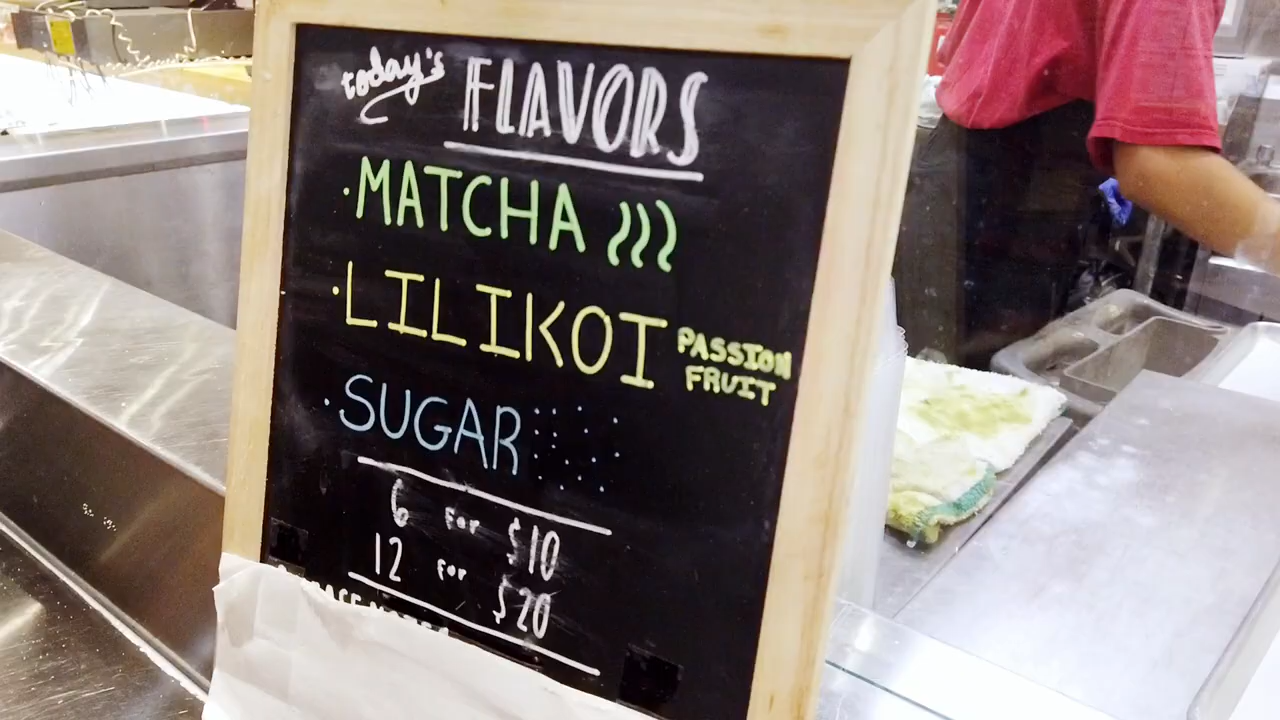 today's FLAVORS
· MATCHA
· LILIKOI PASSION
FRUIT
· SUGAR
6 for $10
12 for $20